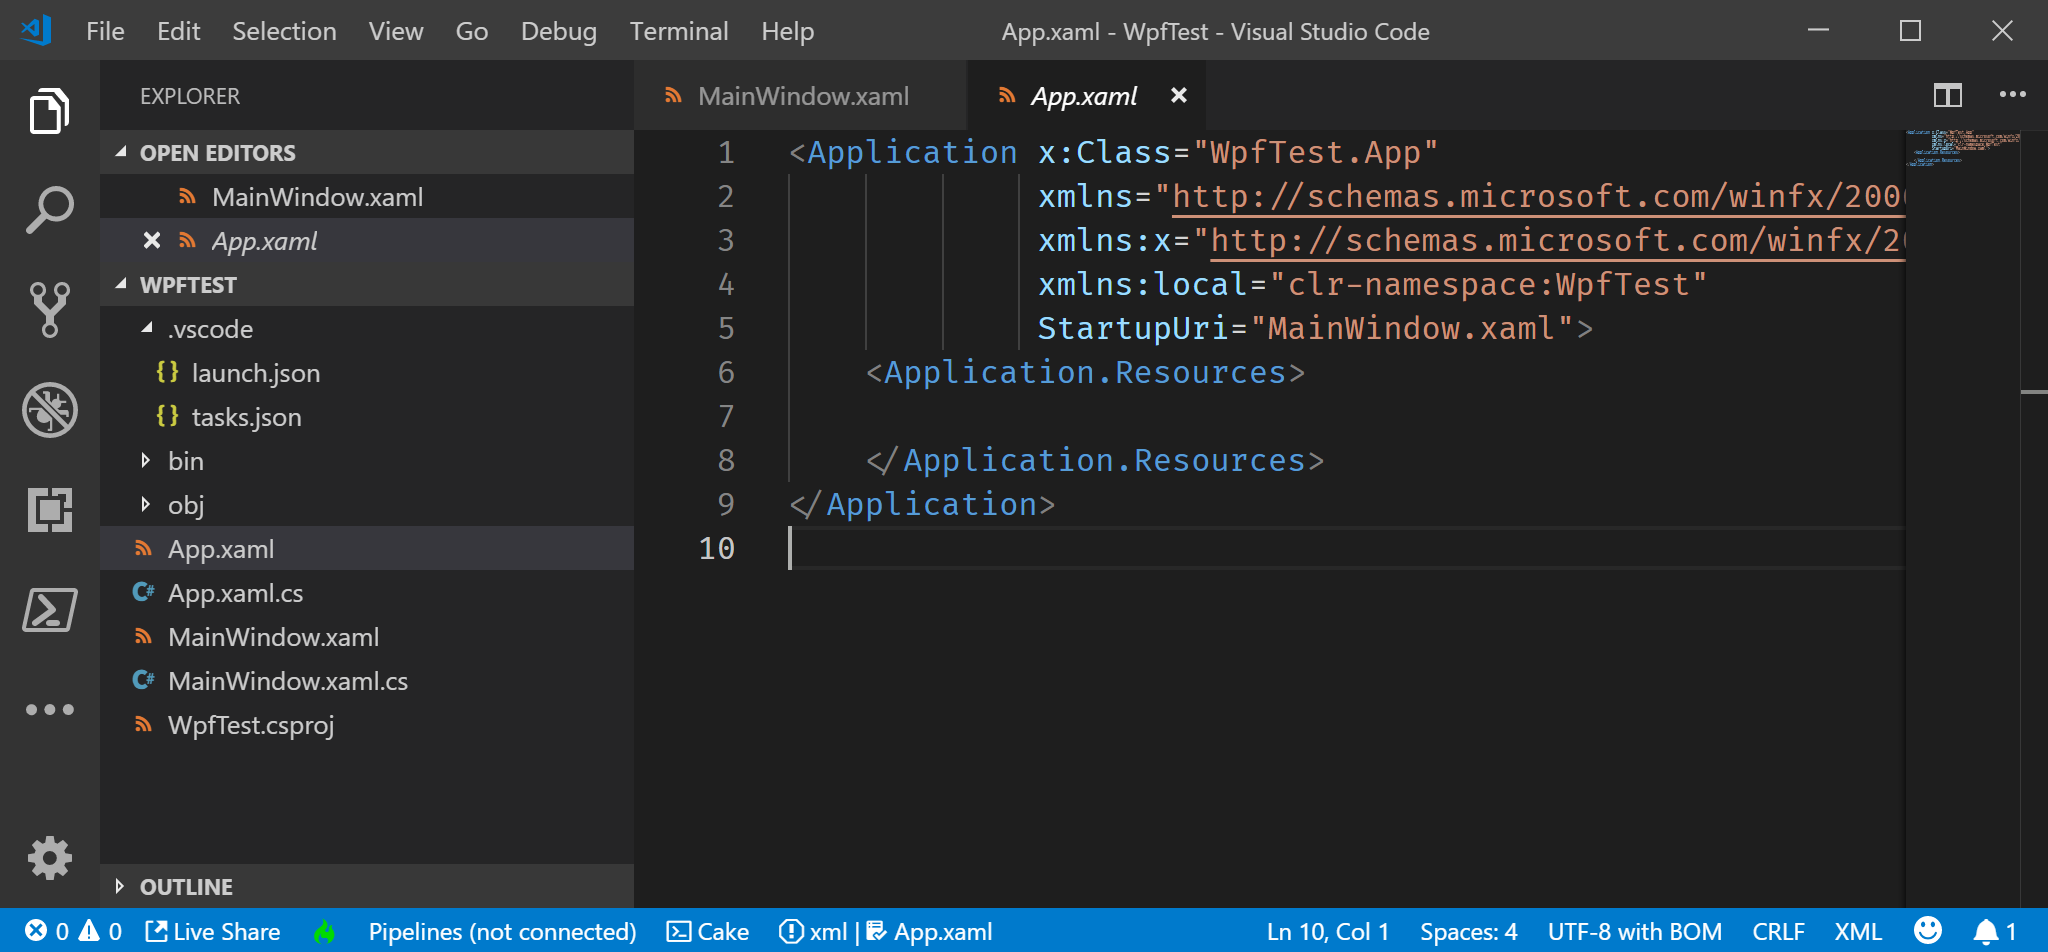 File Edit Selection View Go Debug Terminal Help App.xaml - WpfTest - Visual Studio Code
EXPLORER
OPEN EDITORS
MainWindow.xaml
App.xaml
WPFTEST
.vscode
{} launch.json
{} tasks.json
bin
obj
App.xaml
C# App.xaml.cs
MainWindow.xaml
C# MainWindow.xaml.cs
WpfTest.csproj
OUTLINE
MainWindow.xaml App.xaml
1 <Application x:Class="WpfTest.App"
2 xmlns="http://schemas.microsoft.com/winfx/200
3 xmlns:x="http://schemas.microsoft.com/winfx/2
4 xmlns:local="clr-namespace:WpfTest"
5 StartupUri="MainWindow.xaml">
6 <Application.Resources>
7
8 </Application.Resources>
9 </Application>
10
0 0 Live Share Pipelines (not connected) Cake xml | App.xaml Ln 10, Col 1 Spaces: 4 UTF-8 with BOM CRLF XML 1